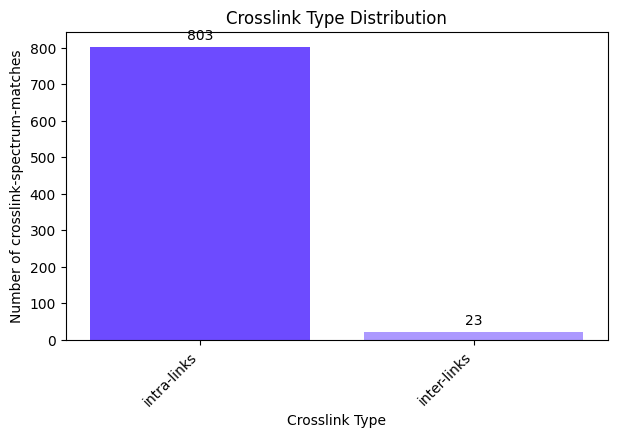 Crosslink Type Distribution
803
23
Number of crosslink-spectrum-matches
800
700
600
500
400
300
200
100
0
intra-links
inter-links
Crosslink Type